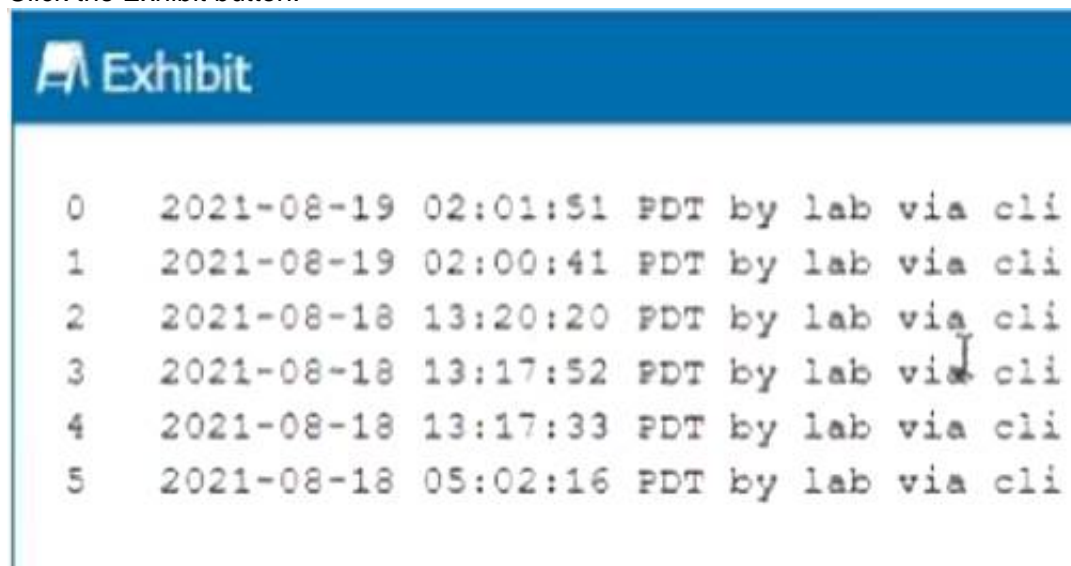 Click the Exhibit button.
Exhibit
0 2021-08-19 02:01:51 PDT by lab via cli
1 2021-08-19 02:00:41 PDT by lab via cli
2 2021-08-18 13:20:20 PDT by lab via cli
3 2021-08-18 13:17:52 PDT by lab via cli
4 2021-08-18 13:17:33 PDT by lab via cli
5 2021-08-18 05:02:16 PDT by lab via cli